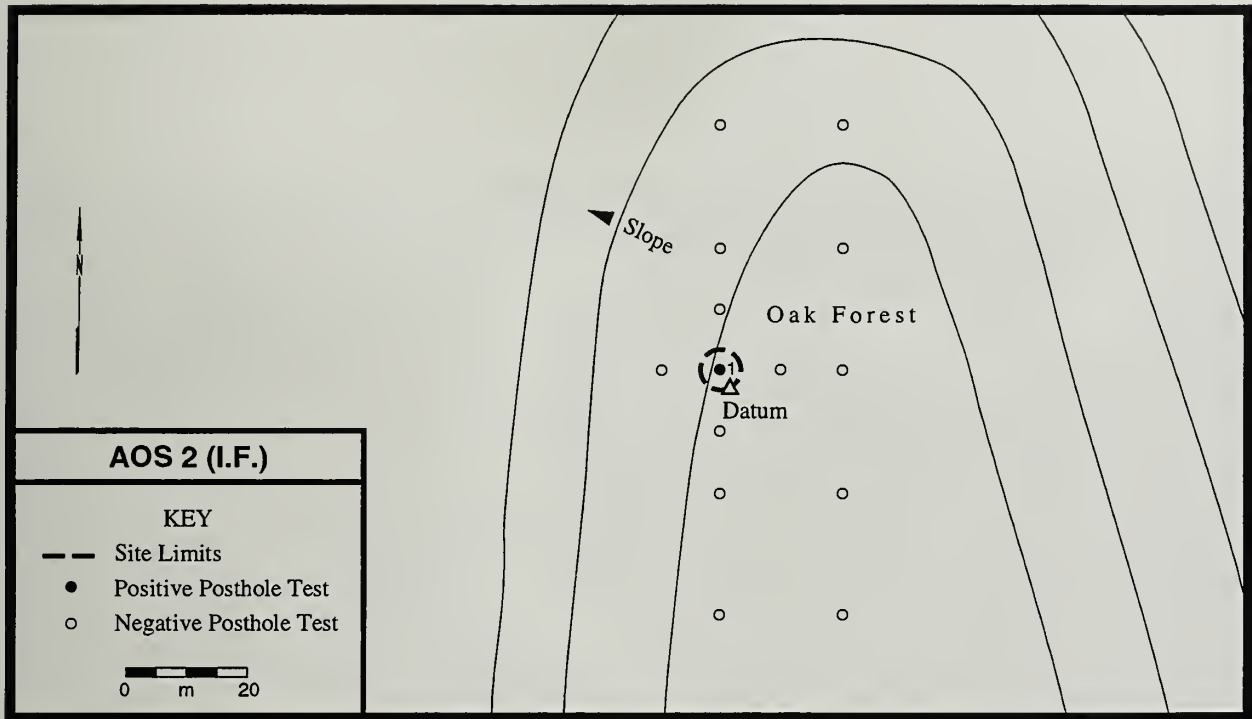 Slope
N
Oak Forest
1
Datum
AOS 2 (I.F.)
KEY
Site Limits
Positive Posthole Test
Negative Posthole Test
0 m 20